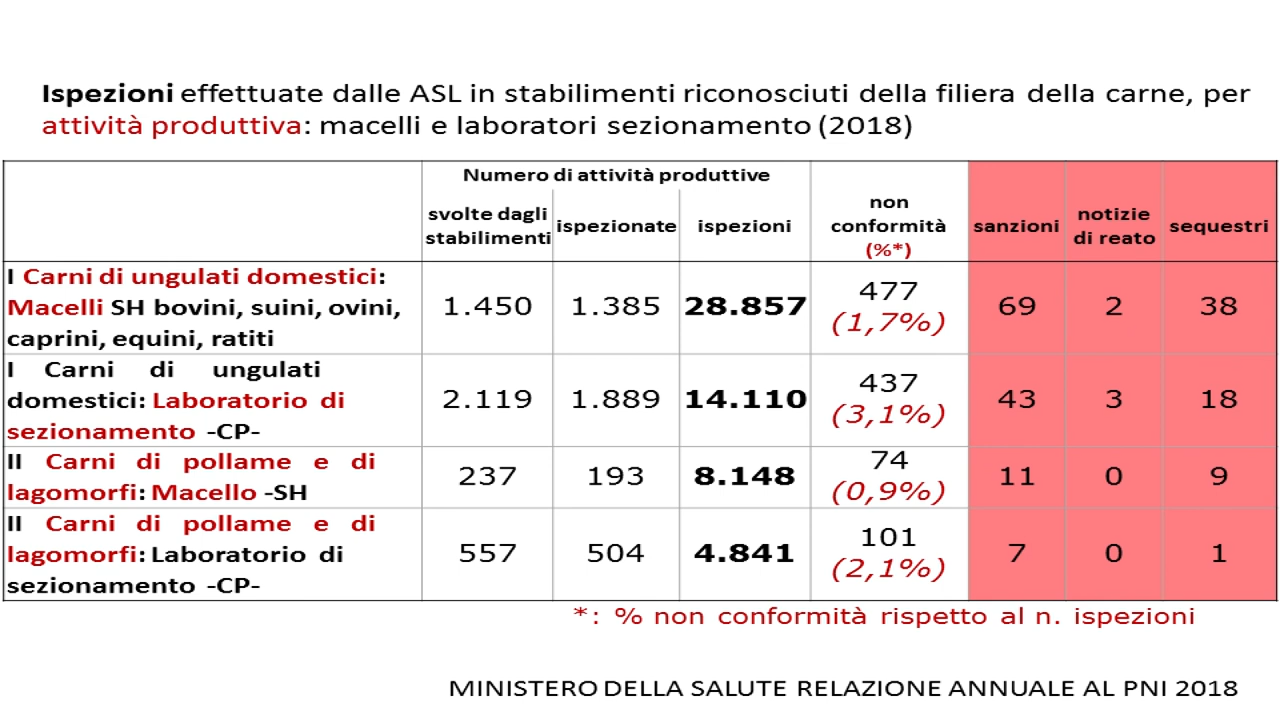 Ispezioni effettuate dalle ASL in stabilimenti riconosciuti della filiera della carne, per
attività produttiva: macelli e laboratori sezionamento (2018)
Numero di attività produttive
svolte dagli stabilimenti ispezionate ispezioni non conformità (%*) sanzioni notizie di reato sequestri
I Carni di ungulati domestici:
Macelli SH bovini, suini, ovini,
caprini, equini, ratiti
1.450 1.385 28.857 477 (1,7%) 69 2 38
I Carni di ungulati
domestici: Laboratorio di
sezionamento -CP-
2.119 1.889 14.110 437 (3,1%) 43 3 18
II Carni di pollame e di
lagomorfi: Macello -SH
237 193 8.148 74 (0,9%) 11 0 9
II Carni di pollame e di
lagomorfi: Laboratorio di
sezionamento -CP-
557 504 4.841 101 (2,1%) 7 0 1
*: % non conformità rispetto al n. ispezioni
MINISTERO DELLA SALUTE RELAZIONE ANNUALE AL PNI 2018